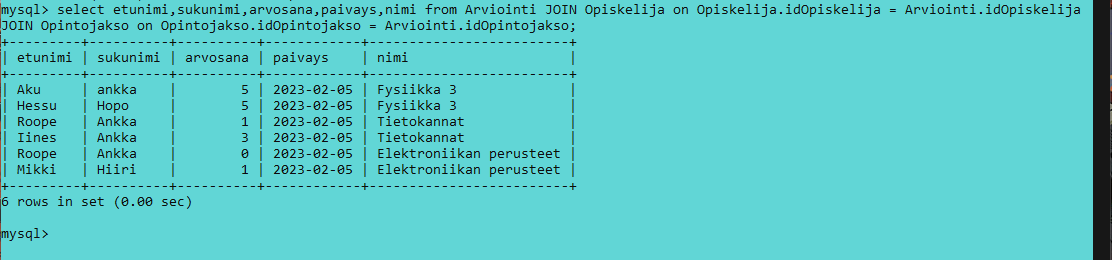 mysql> select etunimi,sukunimi,arvosana,paivays,nimi from Arviointi JOIN Opiskelija on Opiskelija.idOpiskelija = Arviointi.idOpiskelija
JOIN Opintojakso on Opintojakso.idOpintojakso = Arviointi.idOpintojakso;
+---------+----------+----------+------------+-------------------------+
| etunimi | sukunimi | arvosana | paivays    | nimi                    |
+---------+----------+----------+------------+-------------------------+
| Aku     | ankka    |        5 | 2023-02-05 | Fysiikka 3              |
| Hessu   | Hopo     |        5 | 2023-02-05 | Fysiikka 3              |
| Roope   | Ankka    |        1 | 2023-02-05 | Tietokannat             |
| Iines   | Ankka    |        3 | 2023-02-05 | Tietokannat             |
| Roope   | Ankka    |        0 | 2023-02-05 | Elektroniikan perusteet |
| Mikki   | Hiiri    |        1 | 2023-02-05 | Elektroniikan perusteet |
+---------+----------+----------+------------+-------------------------+
6 rows in set (0.00 sec)
mysql>